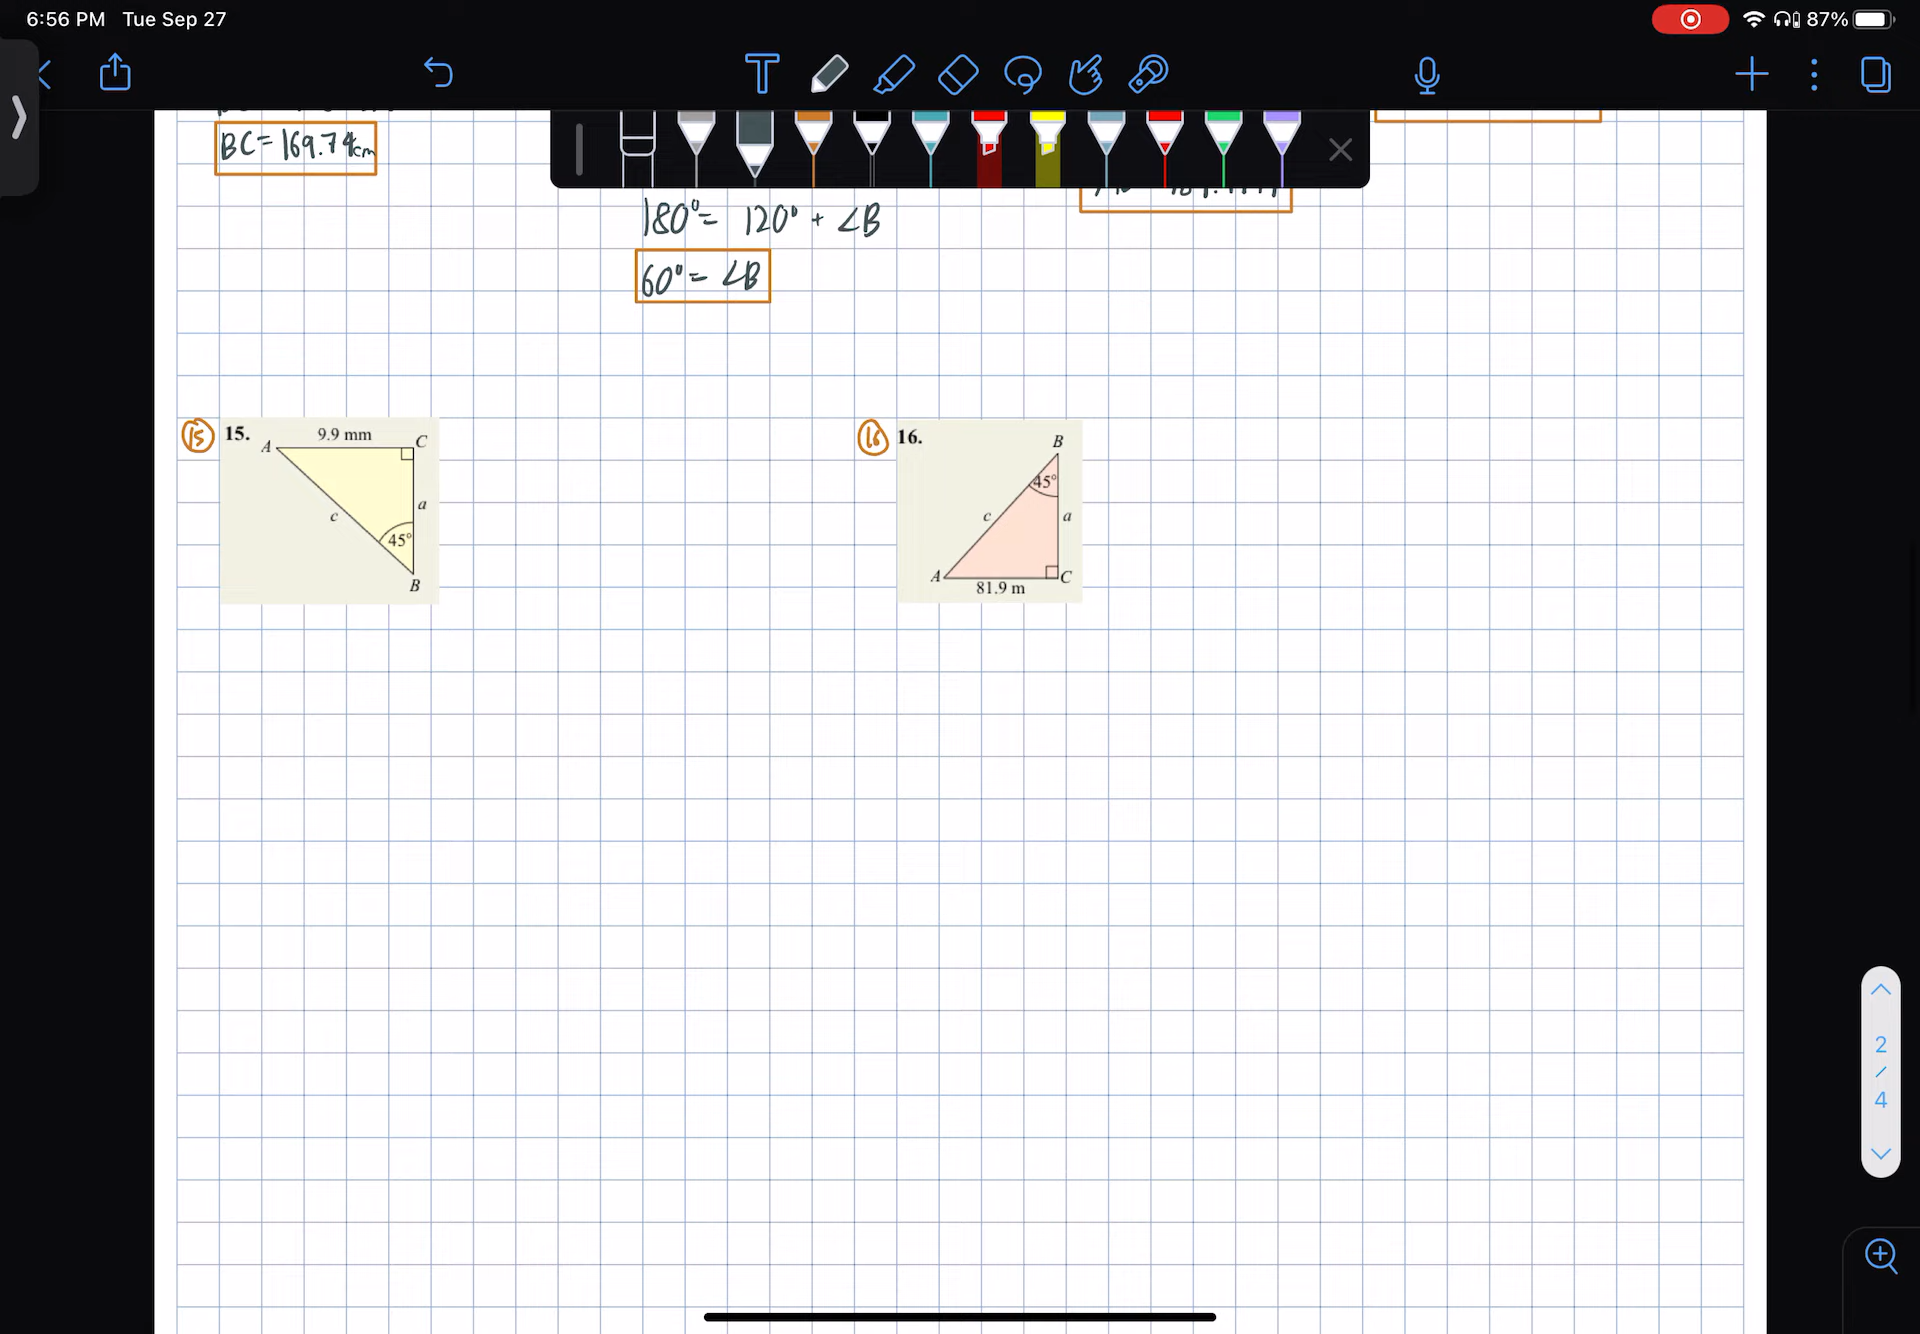 6:56 PM Tue Sep 27
87%
BC = 169.74cm
180° = 120° + ∠B
60° = ∠B
15 15. A 9.9 mm C
a
c
45°
B
16 16. B
45°
c a
A C
81.9 m
2
/
4